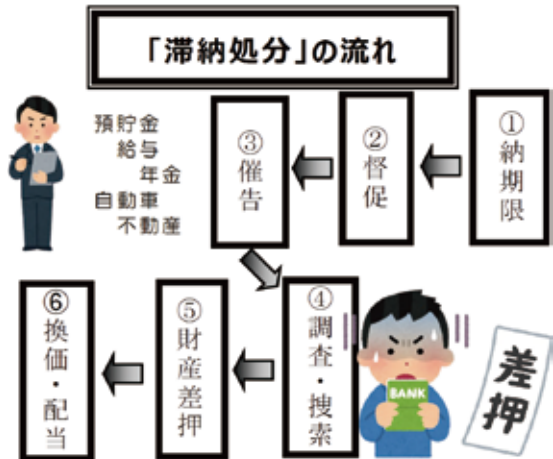 「滞納処分」の流れ
①納期限
②督促
③催告
預貯金
給与
年金
自動車
不動産
④調査・捜索
⑤財産差押
⑥換価・配当
BANK
差押